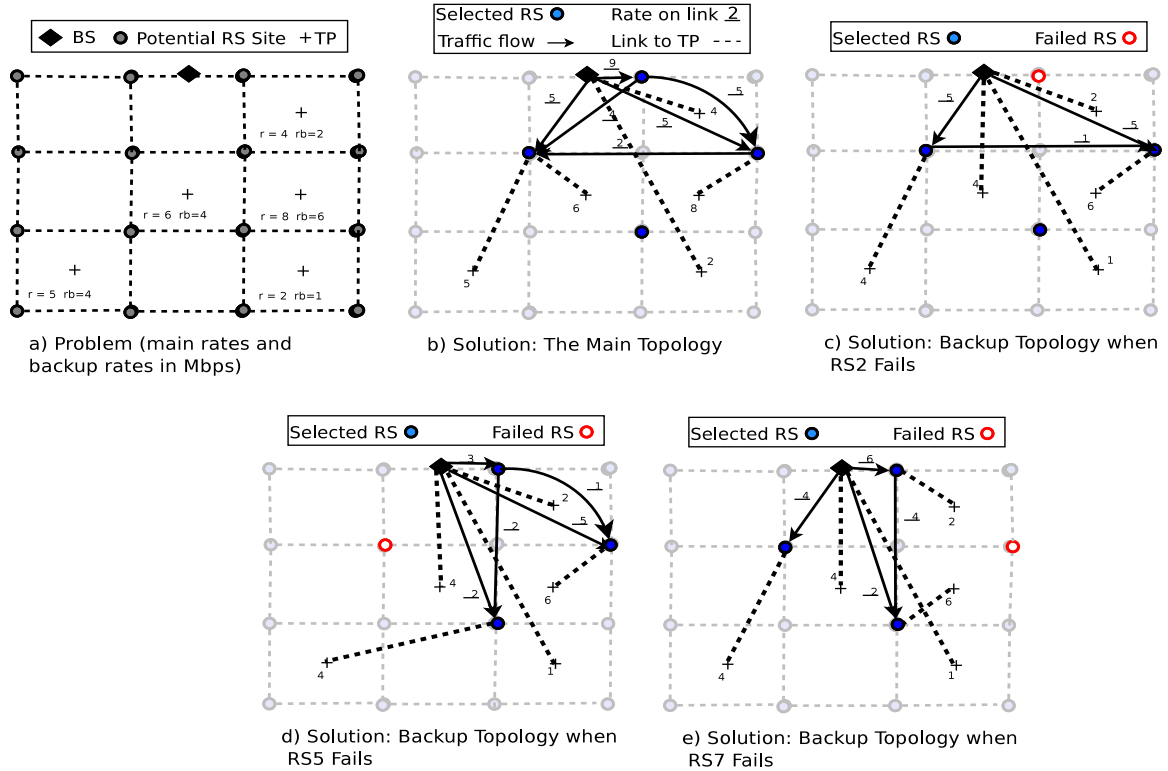 BS Potential RS Site +TP
r = 4 rb=2
r = 6 rb=4
r = 8 rb=6
r = 5 rb=4
r = 2 rb=1
a) Problem (main rates and
backup rates in Mbps)
Selected RS Rate on link 2
Traffic flow Link to TP
9
5
5
4
4
5
2
6
8
2
5
b) Solution: The Main Topology
Selected RS Failed RS
2
5
5
1
4
6
1
4
c) Solution: Backup Topology when
RS2 Fails
Selected RS Failed RS
3
1
2
5
2
4
2
6
4
1
d) Solution: Backup Topology when
RS5 Fails
Selected RS Failed RS
6
4
4
2
4
2
6
4
1
e) Solution: Backup Topology when
RS7 Fails